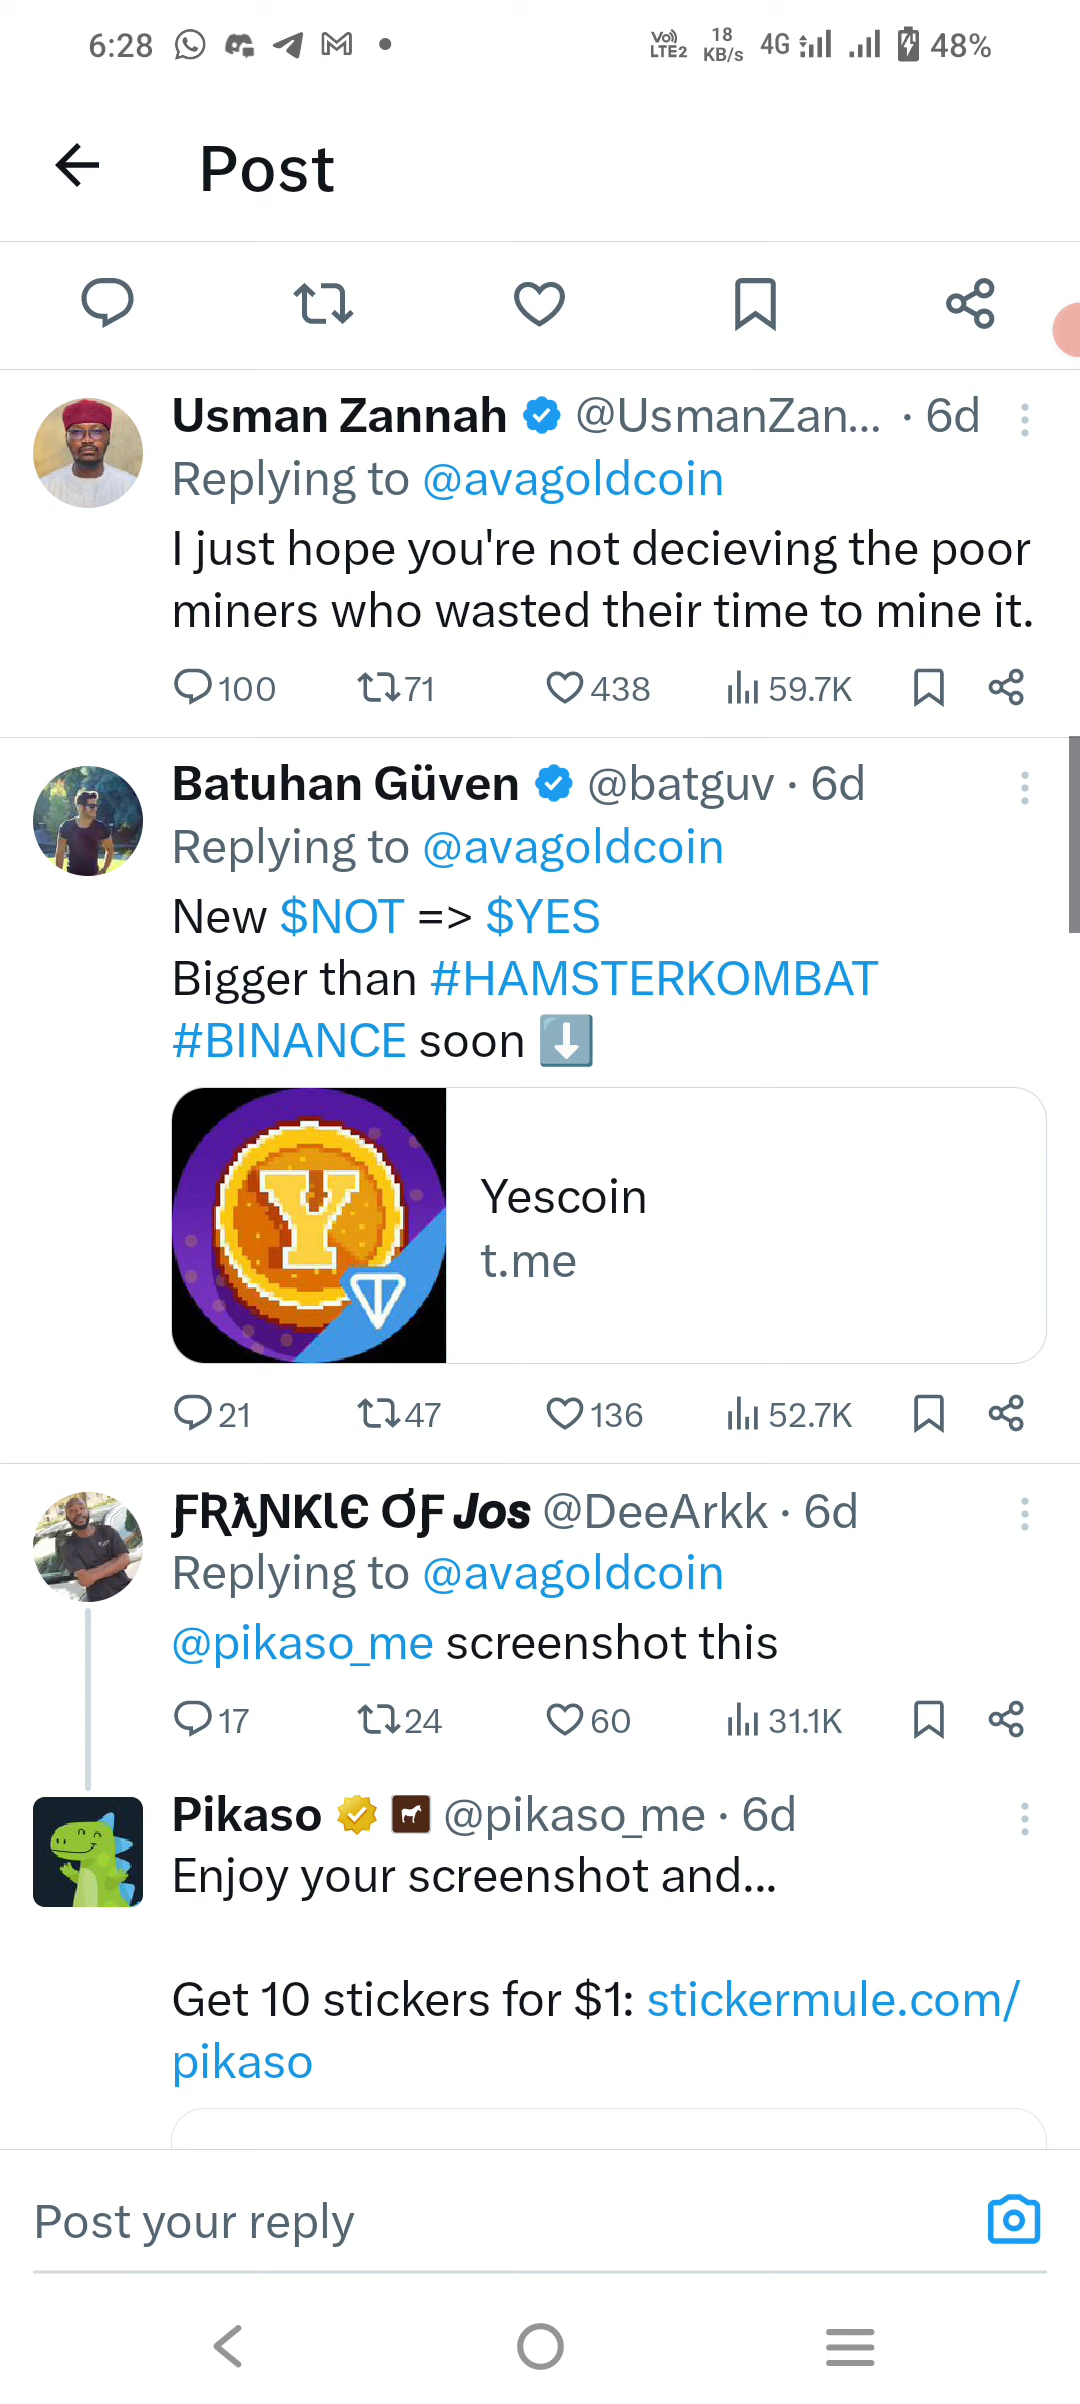 6:28 Vo) LTE2 18 KB/s 4G 48%
Post
Usman Zannah @UsmanZan... · 6d
Replying to @avagoldcoin
I just hope you're not decieving the poor
miners who wasted their time to mine it.
100 71 438 59.7K
Batuhan Güven @batguv · 6d
Replying to @avagoldcoin
New $NOT => $YES
Bigger than #HAMSTERKOMBAT
#BINANCE soon ⬇️
Y
Yescoin
t.me
21 47 136 52.7K
ƑƦƛƝƘƖЄ ƠƑ Jos @DeeArkk · 6d
Replying to @avagoldcoin
@pikaso_me screenshot this
17 24 60 31.1K
Pikaso @pikaso_me · 6d
Enjoy your screenshot and...
Get 10 stickers for $1: stickermule.com/
pikaso
Post your reply